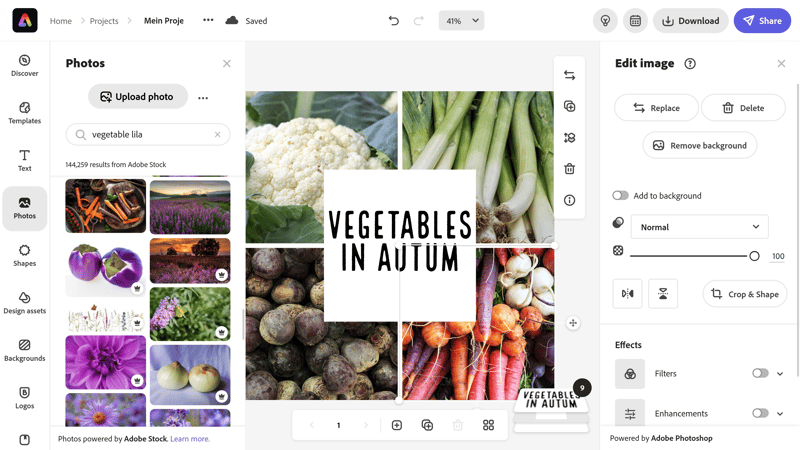 Home
Projects
Mein Proje
Saved
41%
Download
Share
Discover
Templates
Text
Photos
Shapes
Design assets
Backgrounds
Logos
Photos
Upload photo
vegetable lila
144,259 results from Adobe Stock
Photos powered by Adobe Stock. Learn more.
VEGETABLES
IN AUTUM
1
VEGETABLES
IN AUTUM
9
Edit image
Replace
Delete
Remove background
Add to background
Normal
100
Crop & Shape
Effects
Filters
Enhancements
Powered by Adobe Photoshop